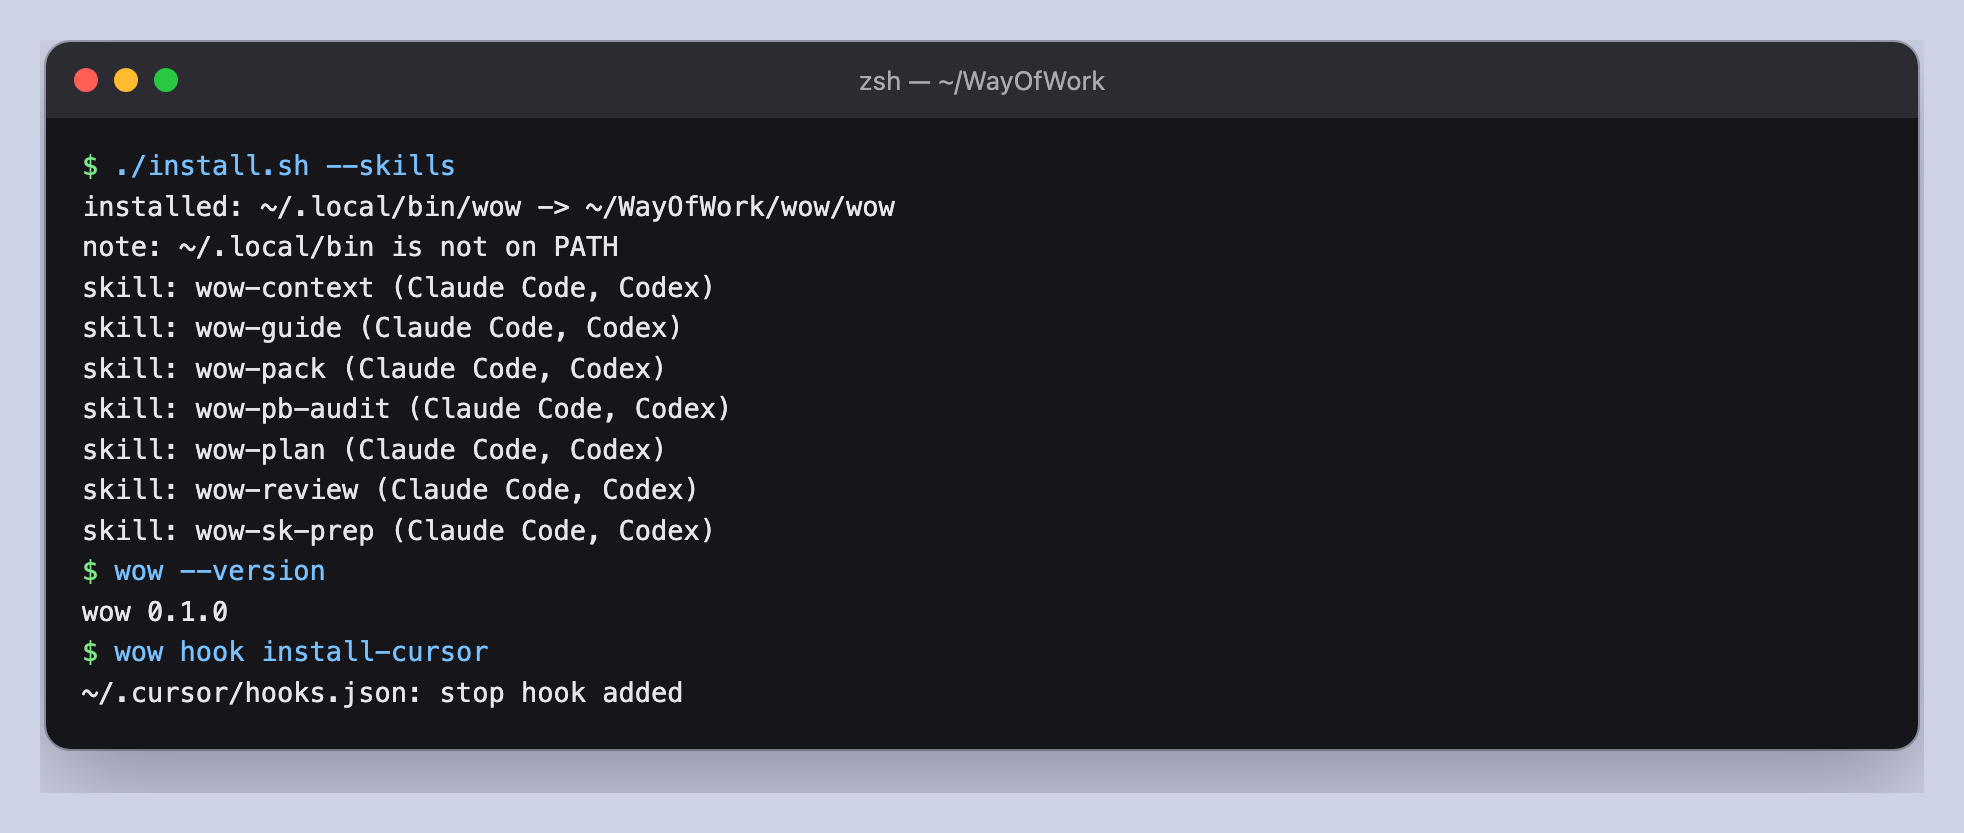 zsh — ~/WayOfWork
$ ./install.sh --skills
installed: ~/.local/bin/wow -> ~/WayOfWork/wow/wow
note: ~/.local/bin is not on PATH
skill: wow-context (Claude Code, Codex)
skill: wow-guide (Claude Code, Codex)
skill: wow-pack (Claude Code, Codex)
skill: wow-pb-audit (Claude Code, Codex)
skill: wow-plan (Claude Code, Codex)
skill: wow-review (Claude Code, Codex)
skill: wow-sk-prep (Claude Code, Codex)
$ wow --version
wow 0.1.0
$ wow hook install-cursor
~/.cursor/hooks.json: stop hook added